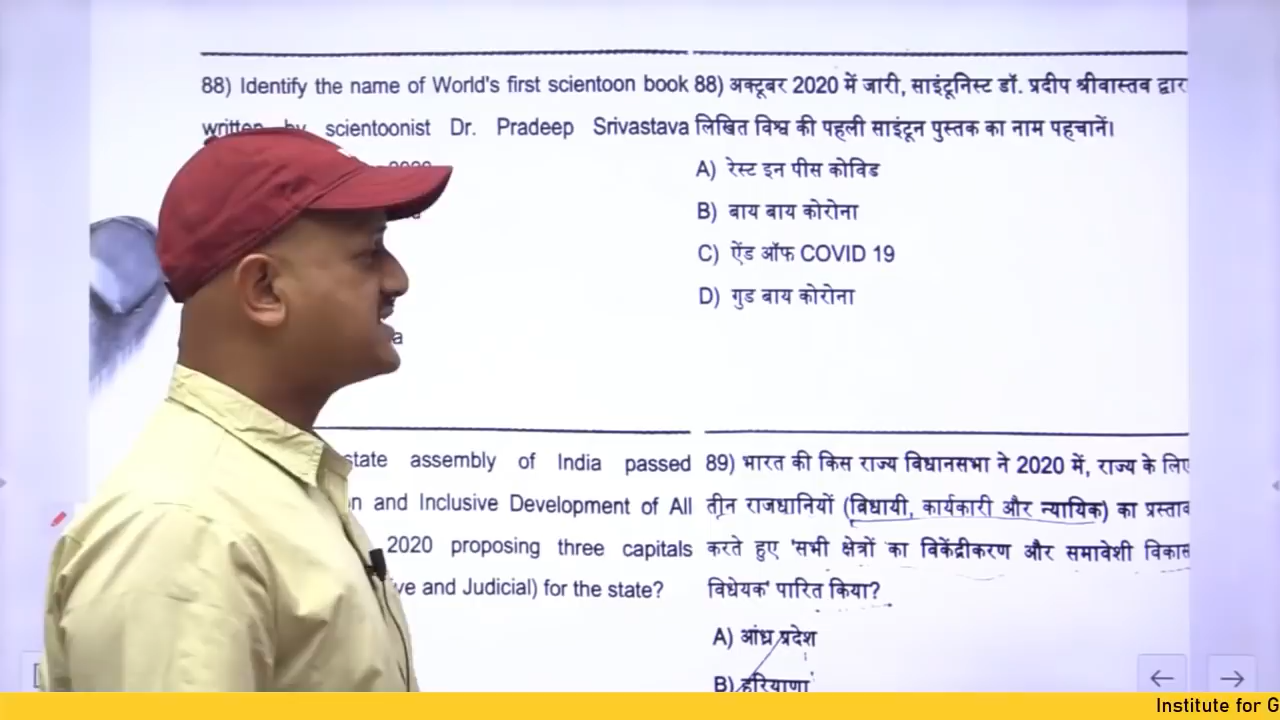 88) Identify the name of World's first scientoon book
scientoonist Dr. Pradeep Srivastava
88) अक्टूबर 2020 में जारी, साइंटूनिस्ट डॉ. प्रदीप श्रीवास्तव द्वार
लिखित विश्व की पहली साइंटून पुस्तक का नाम पहचानें।
A) रेस्ट इन पीस कोविड
B) बाय बाय कोरोना
C) ऐंड ऑफ COVID 19
D) गुड बाय कोरोना
state assembly of India passed
and Inclusive Development of All
2020 proposing three capitals
and Judicial) for the state?
89) भारत की किस राज्य विधानसभा ने 2020 में, राज्य के लिए
तीन राजधानियों (विधायी, कार्यकारी और न्यायिक) का प्रस्ताव
करते हुए 'सभी क्षेत्रों का विकेंद्रीकरण और समावेशी विकास
विधेयक' पारित किया?
A) आंध्र प्रदेश
B) हरियाणा
Institute for G